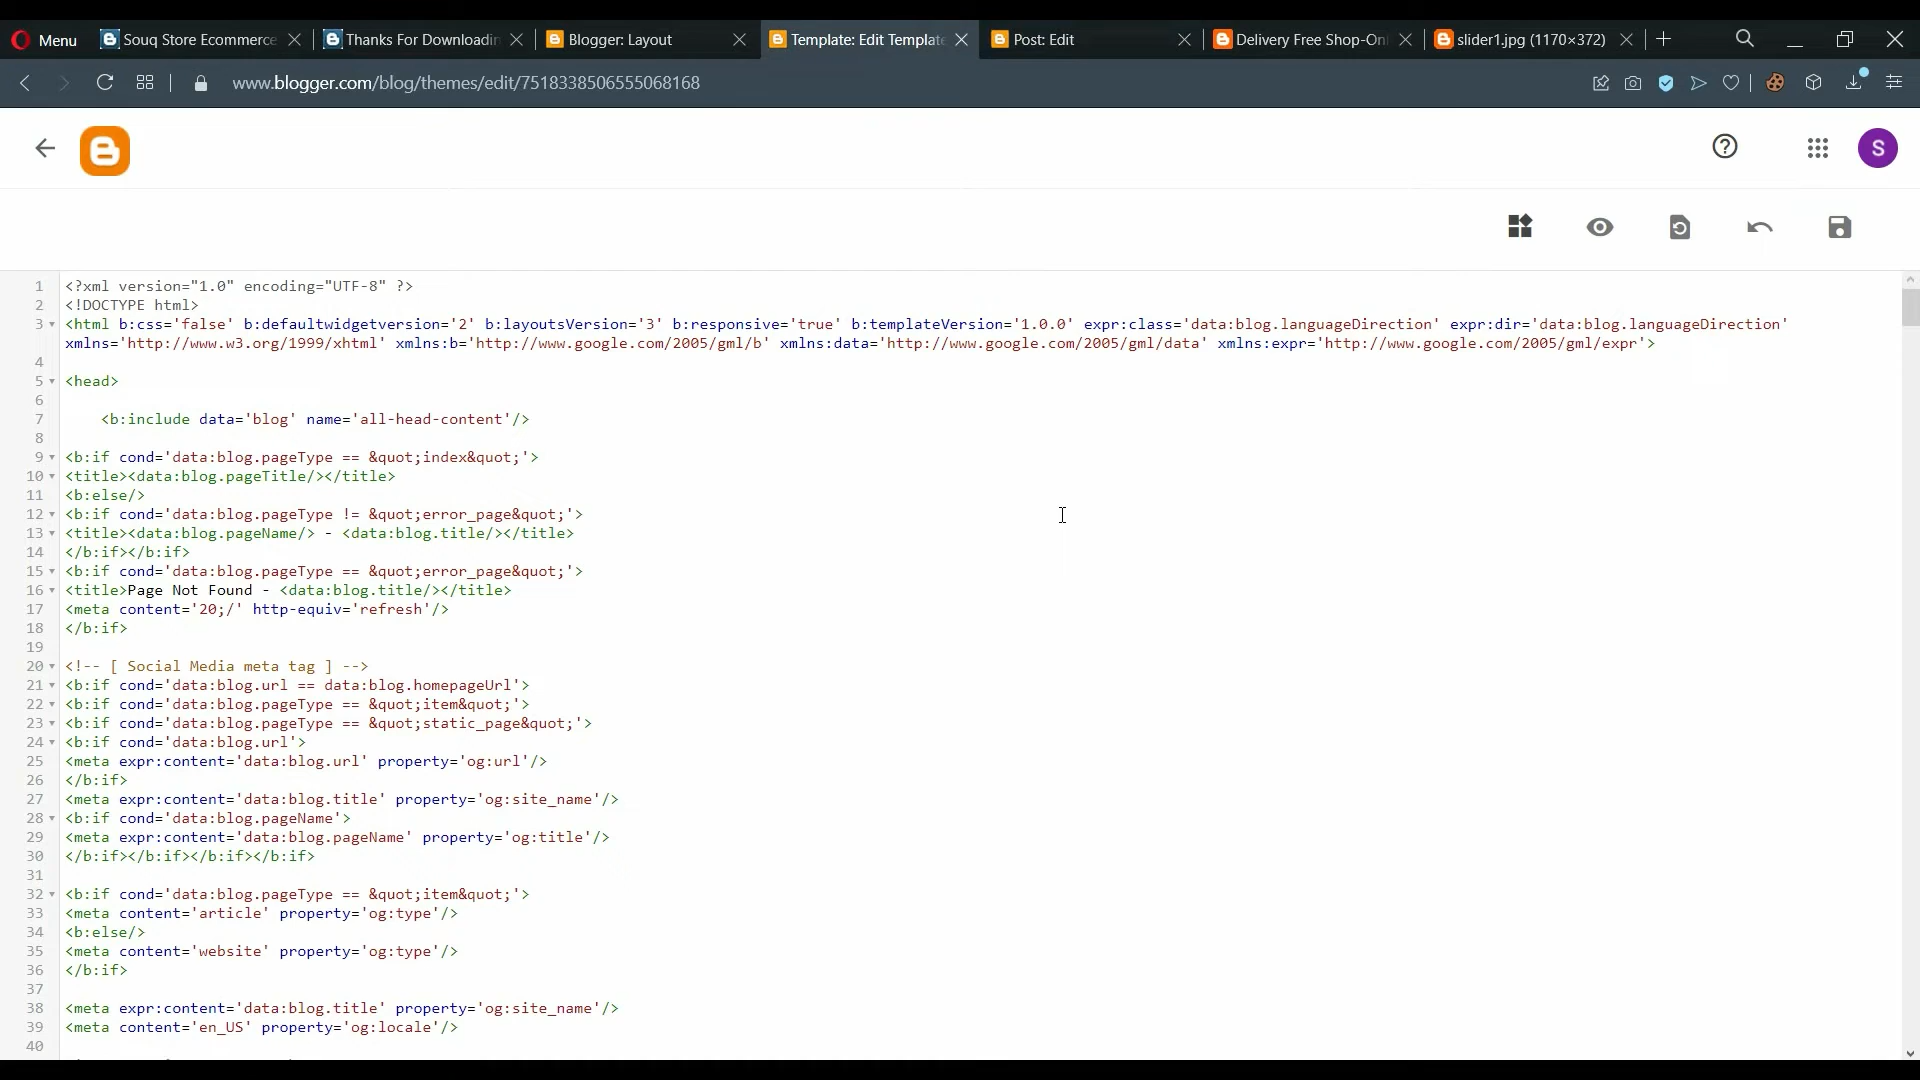 Menu
Souq Store Ecommerce
Thanks For Downloadin
Blogger: Layout
Template: Edit Template
Post: Edit
Delivery Free Shop-Onl
slider1.jpg (1170×372)
www.blogger.com/blog/themes/edit/7518338506555068168
S
1 <?xml version="1.0" encoding="UTF-8" ?>
2 <!DOCTYPE html>
3 <html b:css='false' b:defaultwidgetversion='2' b:layoutsVersion='3' b:responsive='true' b:templateVersion='1.0.0' expr:class='data:blog.languageDirection' expr:dir='data:blog.languageDirection'
xmlns='http://www.w3.org/1999/xhtml' xmlns:b='http://www.google.com/2005/gml/b' xmlns:data='http://www.google.com/2005/gml/data' xmlns:expr='http://www.google.com/2005/gml/expr'>
4
5 <head>
6
7 <b:include data='blog' name='all-head-content'/>
8
9 <b:if cond='data:blog.pageType == &quot;index&quot;'>
10 <title><data:blog.pageTitle/></title>
11 <b:else/>
12 <b:if cond='data:blog.pageType != &quot;error_page&quot;'>
13 <title><data:blog.pageName/> - <data:blog.title/></title>
14 </b:if></b:if>
15 <b:if cond='data:blog.pageType == &quot;error_page&quot;'>
16 <title>Page Not Found - <data:blog.title/></title>
17 <meta content='20;/' http-equiv='refresh'/>
18 </b:if>
19
20 <!-- [ Social Media meta tag ] -->
21 <b:if cond='data:blog.url == data:blog.homepageUrl'>
22 <b:if cond='data:blog.pageType == &quot;item&quot;'>
23 <b:if cond='data:blog.pageType == &quot;static_page&quot;'>
24 <b:if cond='data:blog.url'>
25 <meta expr:content='data:blog.url' property='og:url'/>
26 </b:if>
27 <meta expr:content='data:blog.title' property='og:site_name'/>
28 <b:if cond='data:blog.pageName'>
29 <meta expr:content='data:blog.pageName' property='og:title'/>
30 </b:if></b:if></b:if></b:if>
31
32 <b:if cond='data:blog.pageType == &quot;item&quot;'>
33 <meta content='article' property='og:type'/>
34 <b:else/>
35 <meta content='website' property='og:type'/>
36 </b:if>
37
38 <meta expr:content='data:blog.title' property='og:site_name'/>
39 <meta content='en_US' property='og:locale'/>
40